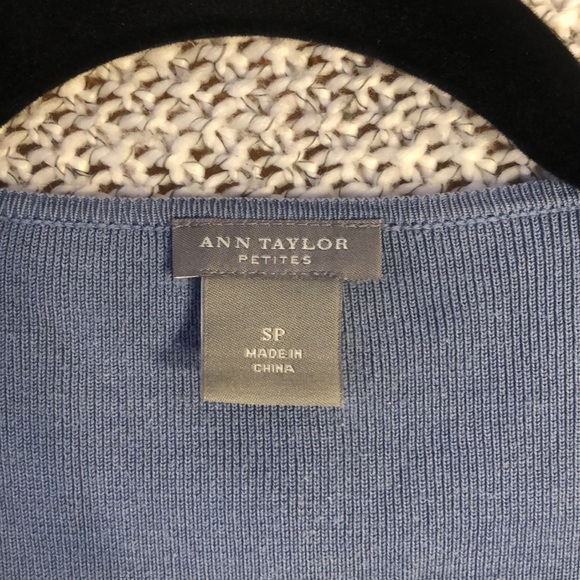 ANN TAYLOR
PETITES
SP
MADE IN
CHINA